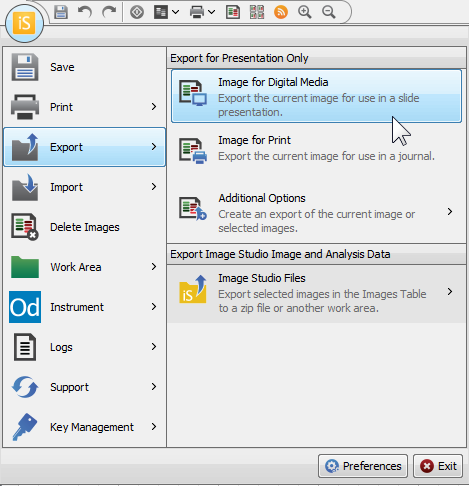 iS
Save
Print
Export
Import
Delete Images
Work Area
Od
Instrument
Logs
Support
Key Management
Export for Presentation Only
Image for Digital Media
Export the current image for use in a slide
presentation.
Image for Print
Export the current image for use in a journal.
Additional Options
Create an export of the current image or
selected images.
Export Image Studio Image and Analysis Data
iS
Image Studio Files
Export selected images in the Images Table
to a zip file or another work area.
Preferences
Exit